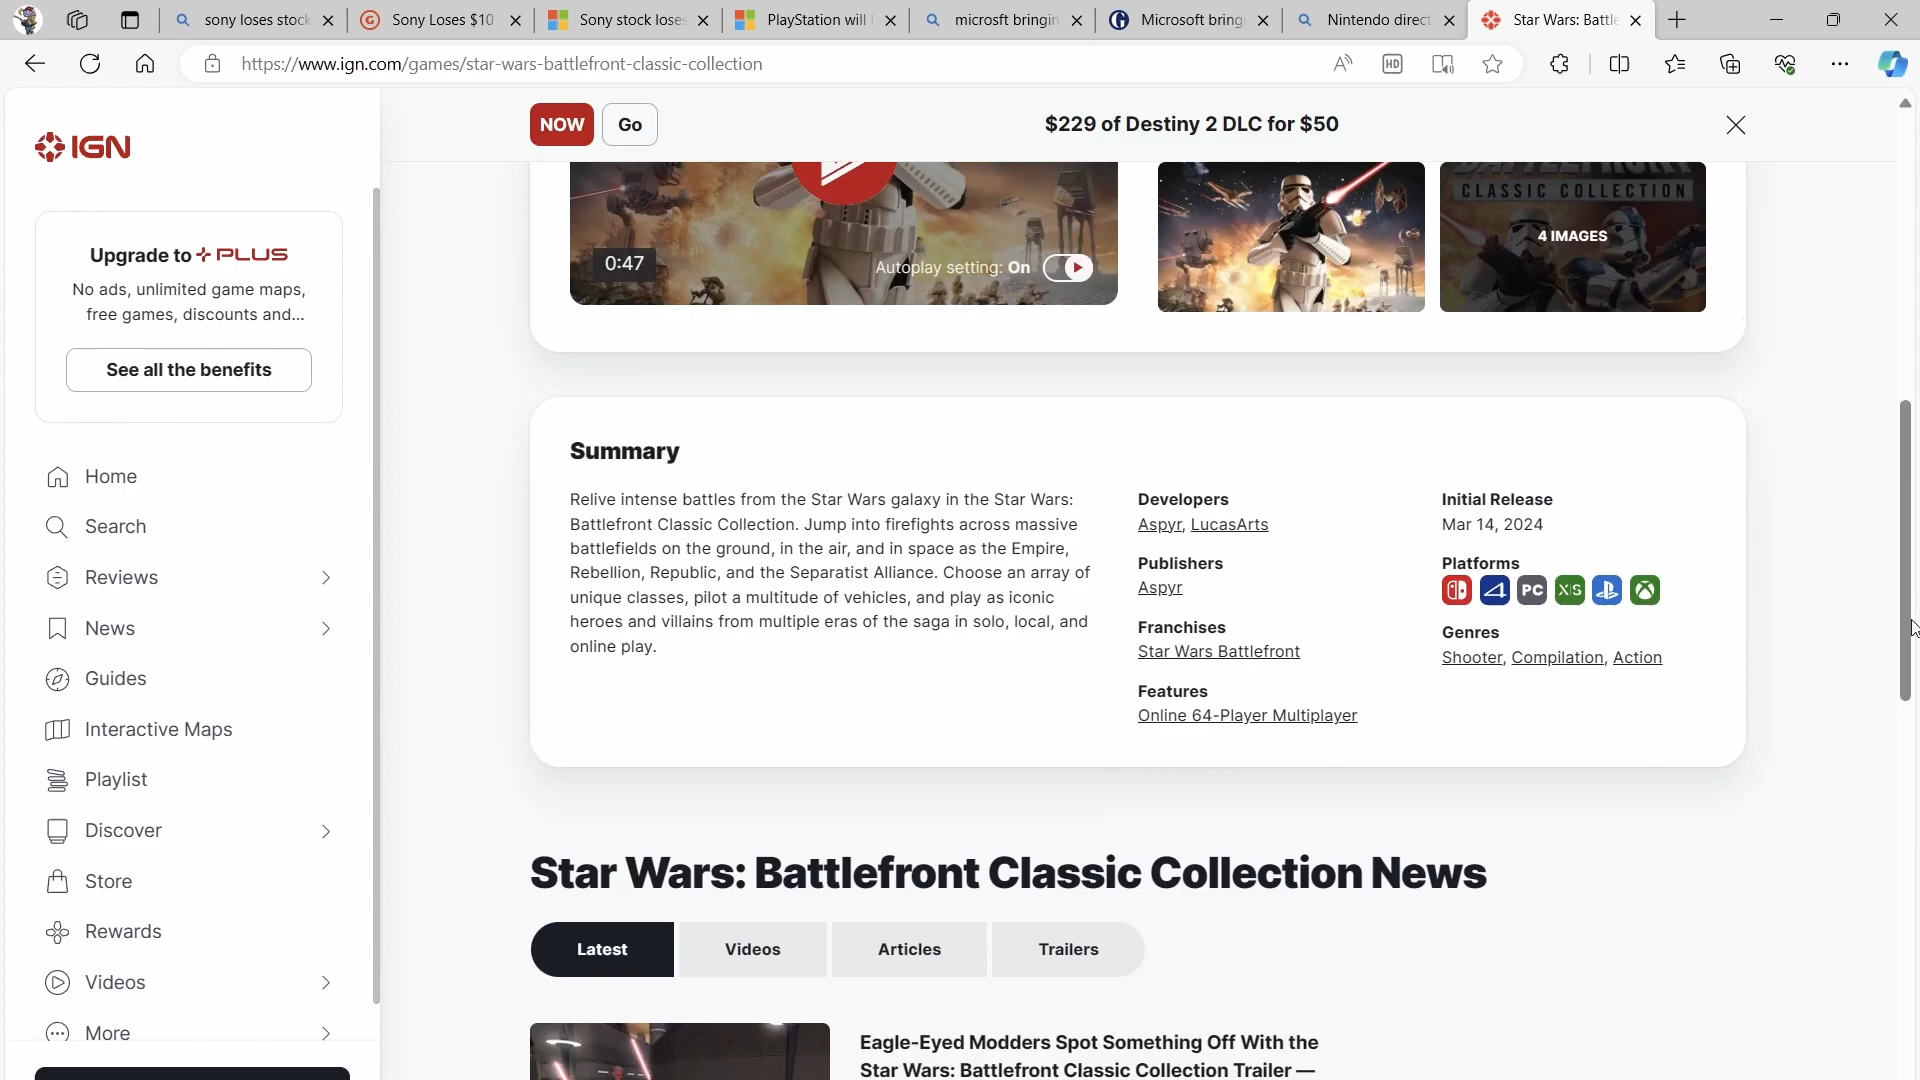 sony loses stock
Sony Loses $10
Sony stock loses
PlayStation will
microsft bringin
Microsoft bring
Nintendo direct
Star Wars: Battle
https://www.ign.com/games/star-wars-battlefront-classic-collection
HD
IGN
NOW
Go
$229 of Destiny 2 DLC for $50
Upgrade to PLUS
No ads, unlimited game maps,
free games, discounts and...
See all the benefits
0:47
Autoplay setting: On
CLASSIC COLLECTION
4 IMAGES
Home
Search
Reviews
News
Guides
Interactive Maps
Playlist
Discover
Store
Rewards
Videos
More
Summary
Relive intense battles from the Star Wars galaxy in the Star Wars:
Battlefront Classic Collection. Jump into firefights across massive
battlefields on the ground, in the air, and in space as the Empire,
Rebellion, Republic, and the Separatist Alliance. Choose an array of
unique classes, pilot a multitude of vehicles, and play as iconic
heroes and villains from multiple eras of the saga in solo, local, and
online play.
Developers
Aspyr, LucasArts
Publishers
Aspyr
Franchises
Star Wars Battlefront
Features
Online 64-Player Multiplayer
Initial Release
Mar 14, 2024
Platforms
4 PC X|S
Genres
Shooter, Compilation, Action
Star Wars: Battlefront Classic Collection News
Latest
Videos
Articles
Trailers
Eagle-Eyed Modders Spot Something Off With the
Star Wars: Battlefront Classic Collection Trailer —